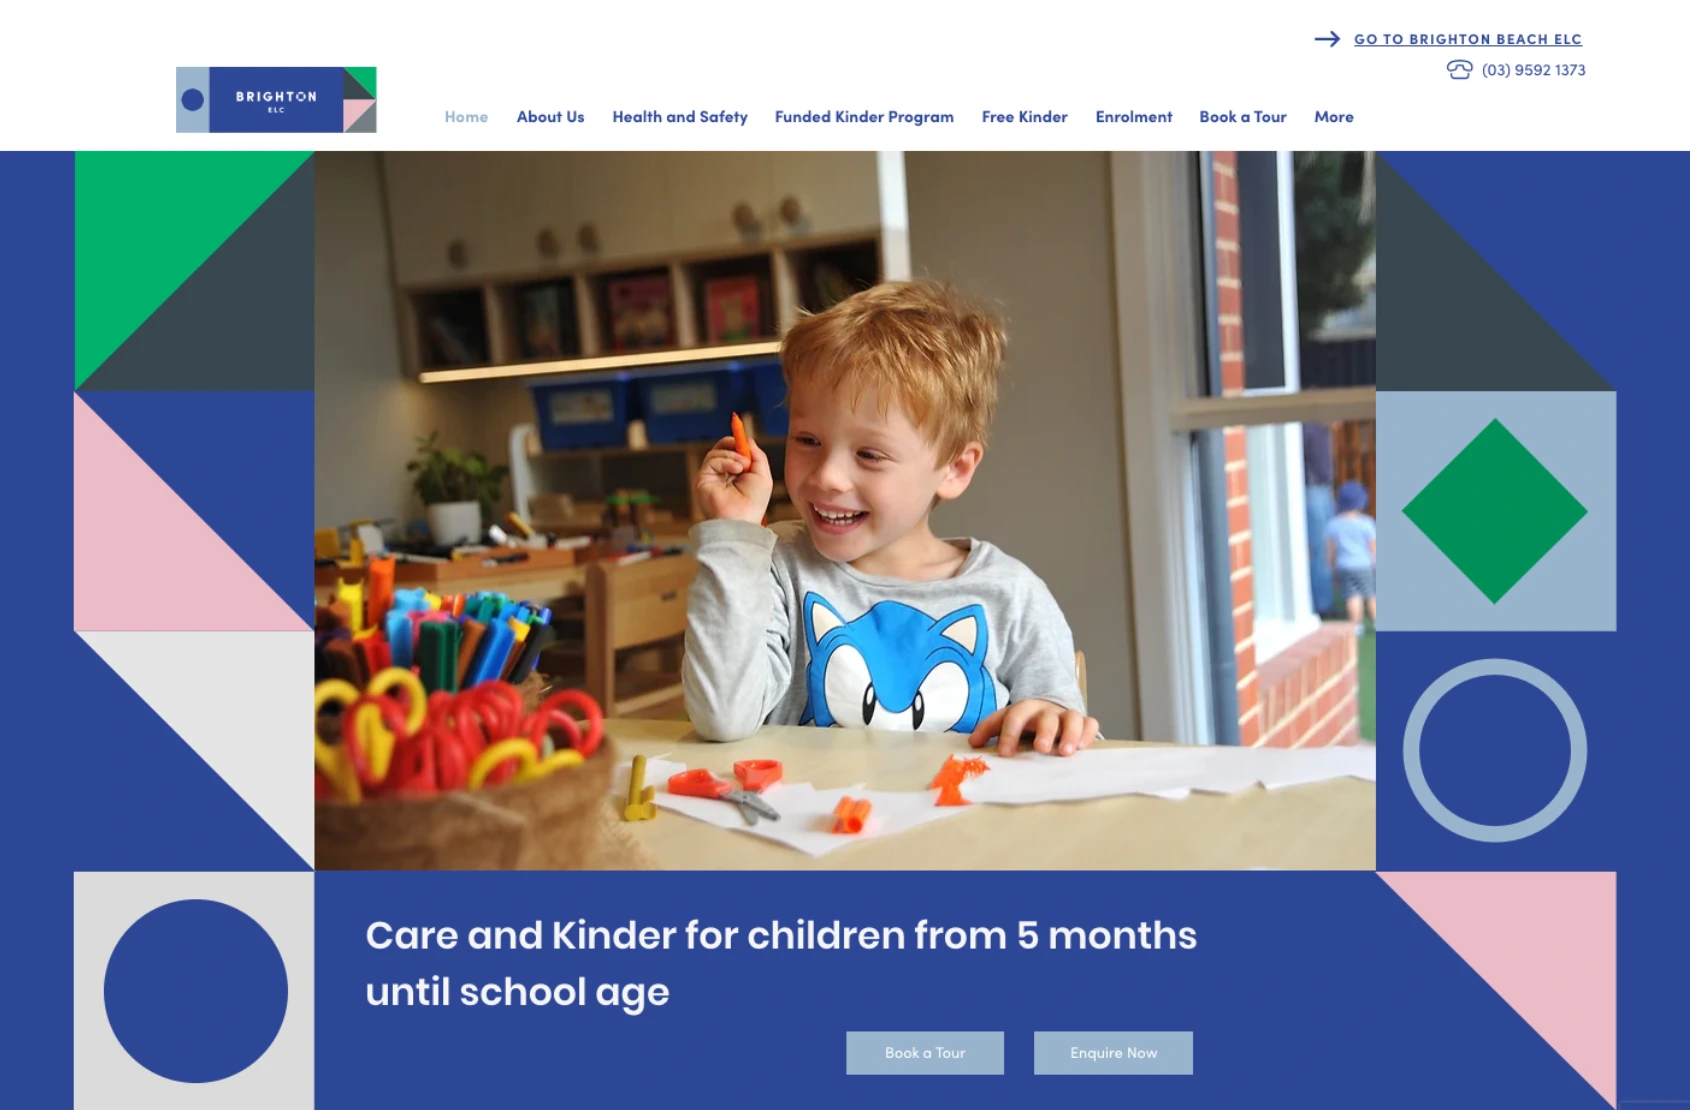 GO TO BRIGHTON BEACH ELC
(03) 9592 1373
BRIGHTON
ELC
Home About Us Health and Safety Funded Kinder Program Free Kinder Enrolment Book a Tour More
Care and Kinder for children from 5 months
until school age
Book a Tour Enquire Now